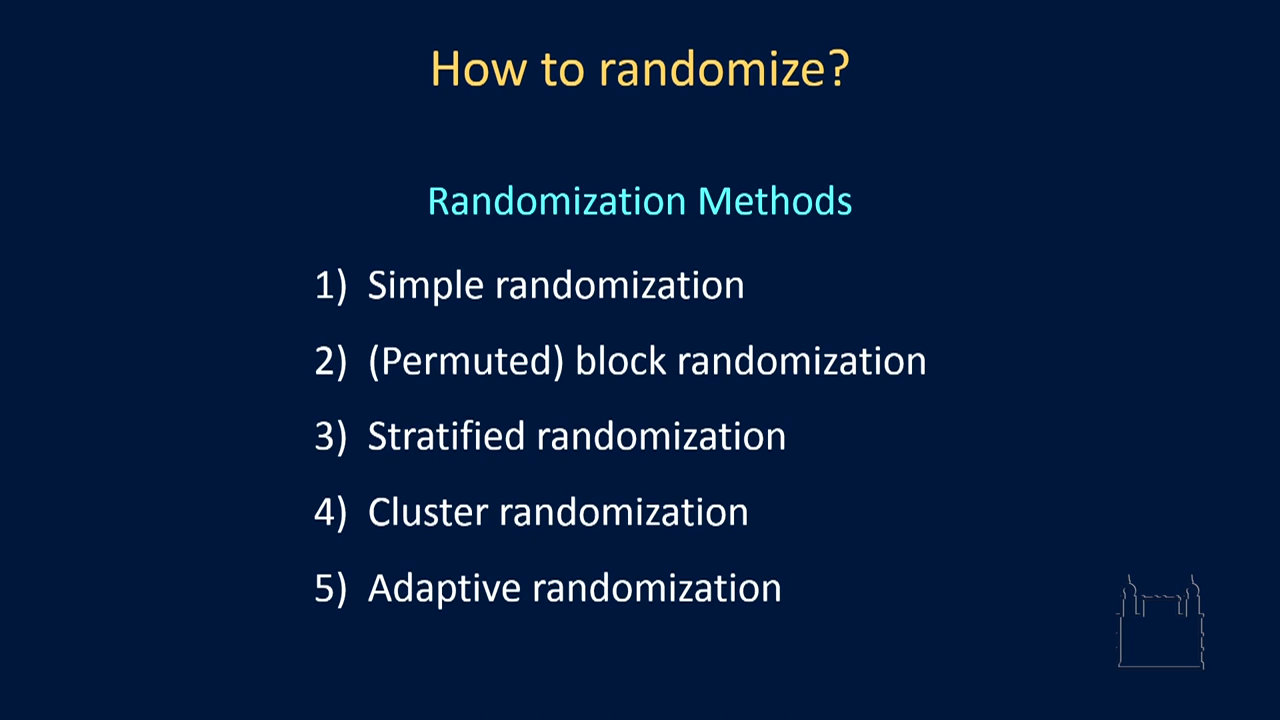 How to randomize?
Randomization Methods
1) Simple randomization
2) (Permuted) block randomization
3) Stratified randomization
4) Cluster randomization
5) Adaptive randomization